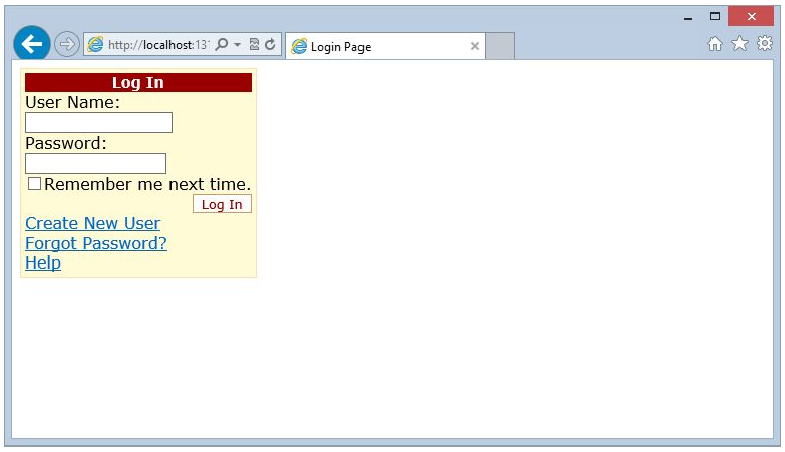 http://localhost:13
Login Page
Log In
User Name:
Password:
Remember me next time.
Log In
Create New User
Forgot Password?
Help